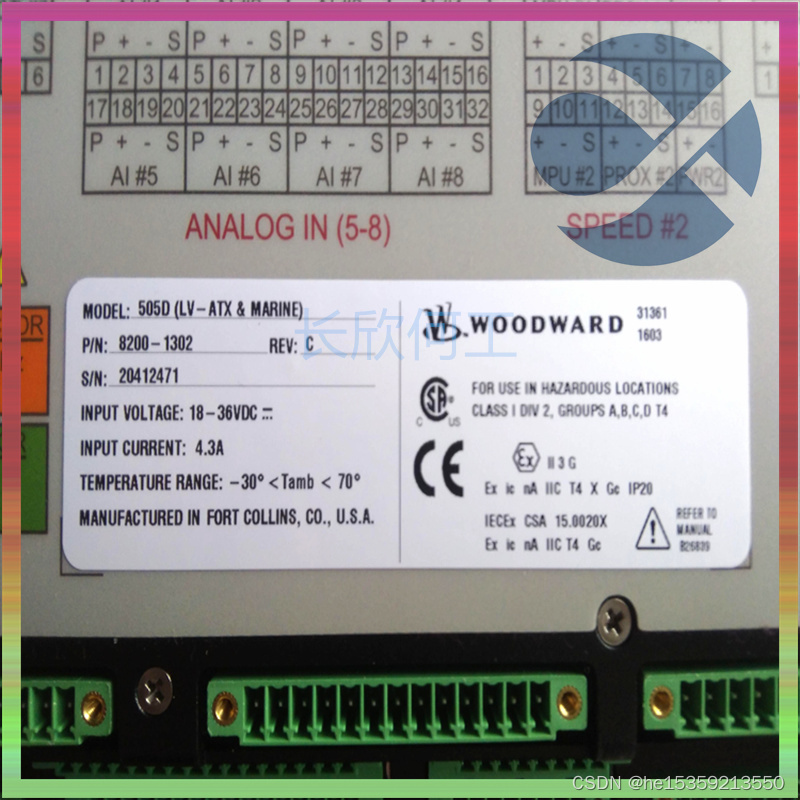 P + - S P + - S P + - S P + - S
S
1 2 3 4 5 6 7 8 9 10 11 12 13 14 15 16
6
17 18 19 20 21 22 23 24 25 26 27 28 29 30 31 32
P + - S P + - S P + - S P + - S
AI #5 AI #6 AI #7 AI #8
ANALOG IN (5-8)
+ - S + - S + -
1 2 3 4 5 6 7 8
9 10 11 12 13 14 15 16
+ - S + - S +
MPU #2 PROX #2 PWR2
SPEED #2
MODEL: 505D (LV-ATX & MARINE)
P/N: 8200-1302 REV: C
S/N: 20412471
INPUT VOLTAGE: 18-36VDC ⎓
INPUT CURRENT: 4.3A
TEMPERATURE RANGE: -30° <Tamb < 70°
MANUFACTURED IN FORT COLLINS, CO., U.S.A.
WOODWARD
31361
1603
SA
C US
FOR USE IN HAZARDOUS LOCATIONS
CLASS I DIV 2, GROUPS A,B,C,D T4
CE
Ex II 3 G
Ex ic nA IIC T4 X Gc IP20
IECEx CSA 15.0020X
Ex ic nA IIC T4 Gc
REFER TO
MANUAL
B26839
长欣何工
CSDN @he15359213550